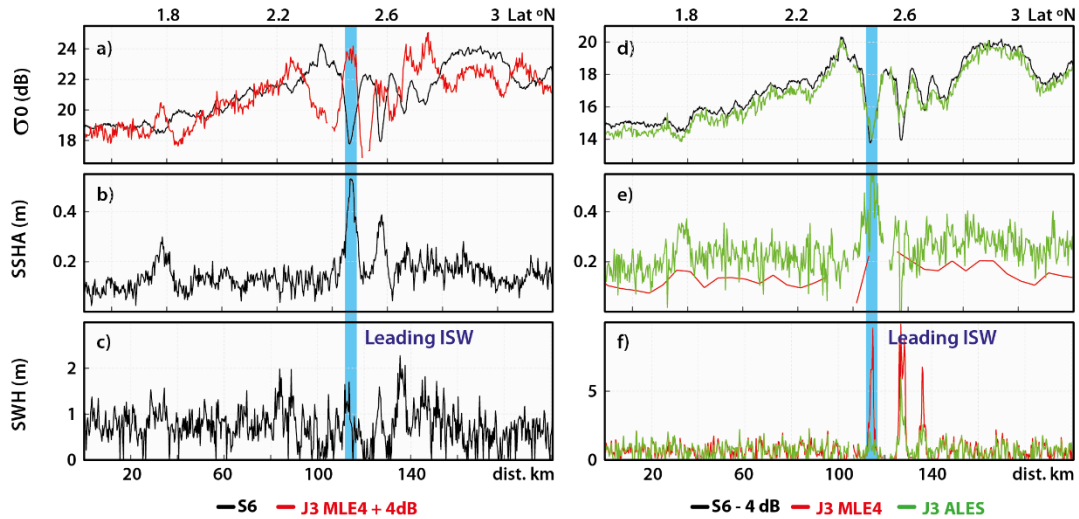 1.8 2.2 2.6 3 Lat ºN
a)
24
22
20
18
σ0 (dB)
b)
0.4
0.2
SSHA (m)
c)
Leading ISW
2
1
0
SWH (m)
20 60 100 140 dist. km
S6 J3 MLE4 + 4dB
1.8 2.2 2.6 3 Lat ºN
d)
20
18
16
14
e)
0.4
0.2
f)
Leading ISW
5
0
20 60 100 140 dist. km
S6 - 4 dB J3 MLE4 J3 ALES